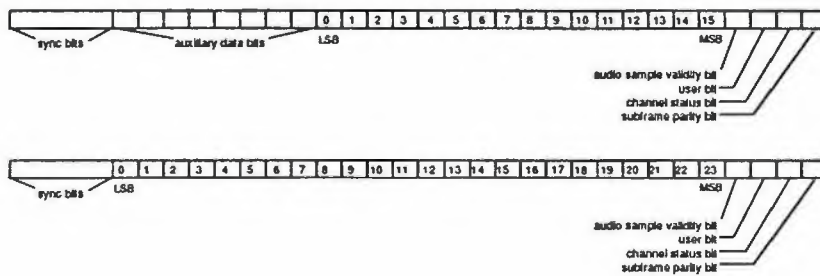 0 1 2 3 4 5 6 7 8 9 10 11 12 13 14 15
sync bits auxiliary data bits LSB MSB
audio sample validity bit
user bit
channel status bit
subframe parity bit
0 1 2 3 4 5 6 7 8 9 10 11 12 13 14 15 16 17 18 19 20 21 22 23
sync bits LSB MSB
audio sample validity bit
user bit
channel status bit
subframe parity bit